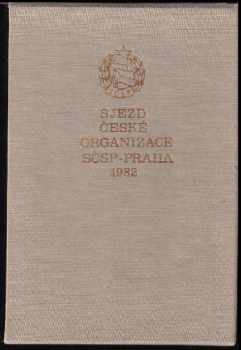 SJEZD
ČESKÉ
ORGANIZACE
SČSP-PRAHA
1982